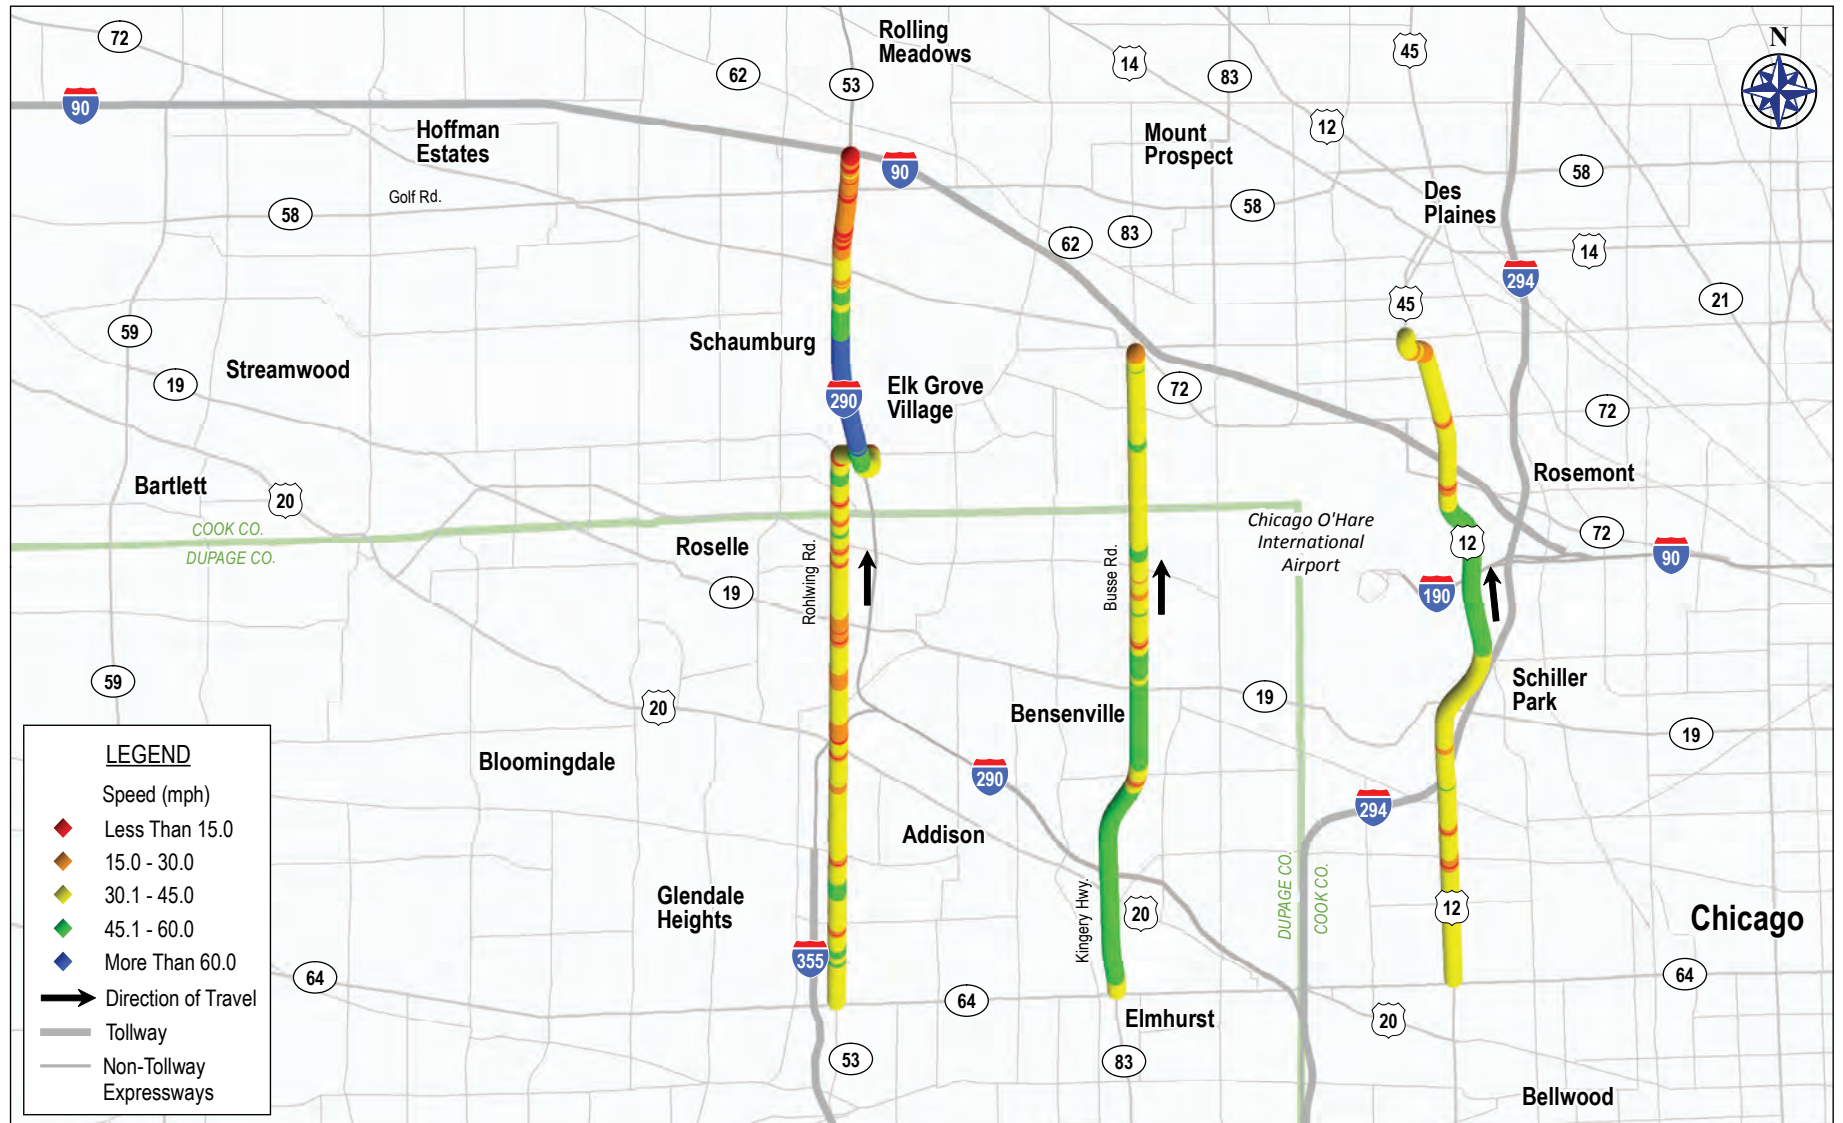 72
62
53
Rolling
Meadows
14
83
45
N
90
Hoffman
Estates
12
Mount
Prospect
90
58
Golf Rd.
58
58
Des
Plaines
62
83
14
294
45
21
59
Schaumburg
Streamwood
19
290
Elk Grove
Village
72
72
Bartlett
20
Rosemont
COOK CO.
DUPAGE CO.
Roselle
Rohlwing Rd.
Busse Rd.
Chicago O'Hare
International
Airport
12
72
90
19
190
59
20
Schiller
Park
19
Bensenville
19
Bloomingdale
290
294
Addison
Glendale
Heights
Kingery Hwy.
20
DUPAGE CO.
COOK CO.
12
Chicago
355
64
64
64
Elmhurst
20
53
83
Bellwood
LEGEND
Speed (mph)
Less Than 15.0
15.0 - 30.0
30.1 - 45.0
45.1 - 60.0
More Than 60.0
Direction of Travel
Tollway
Non-Tollway
Expressways